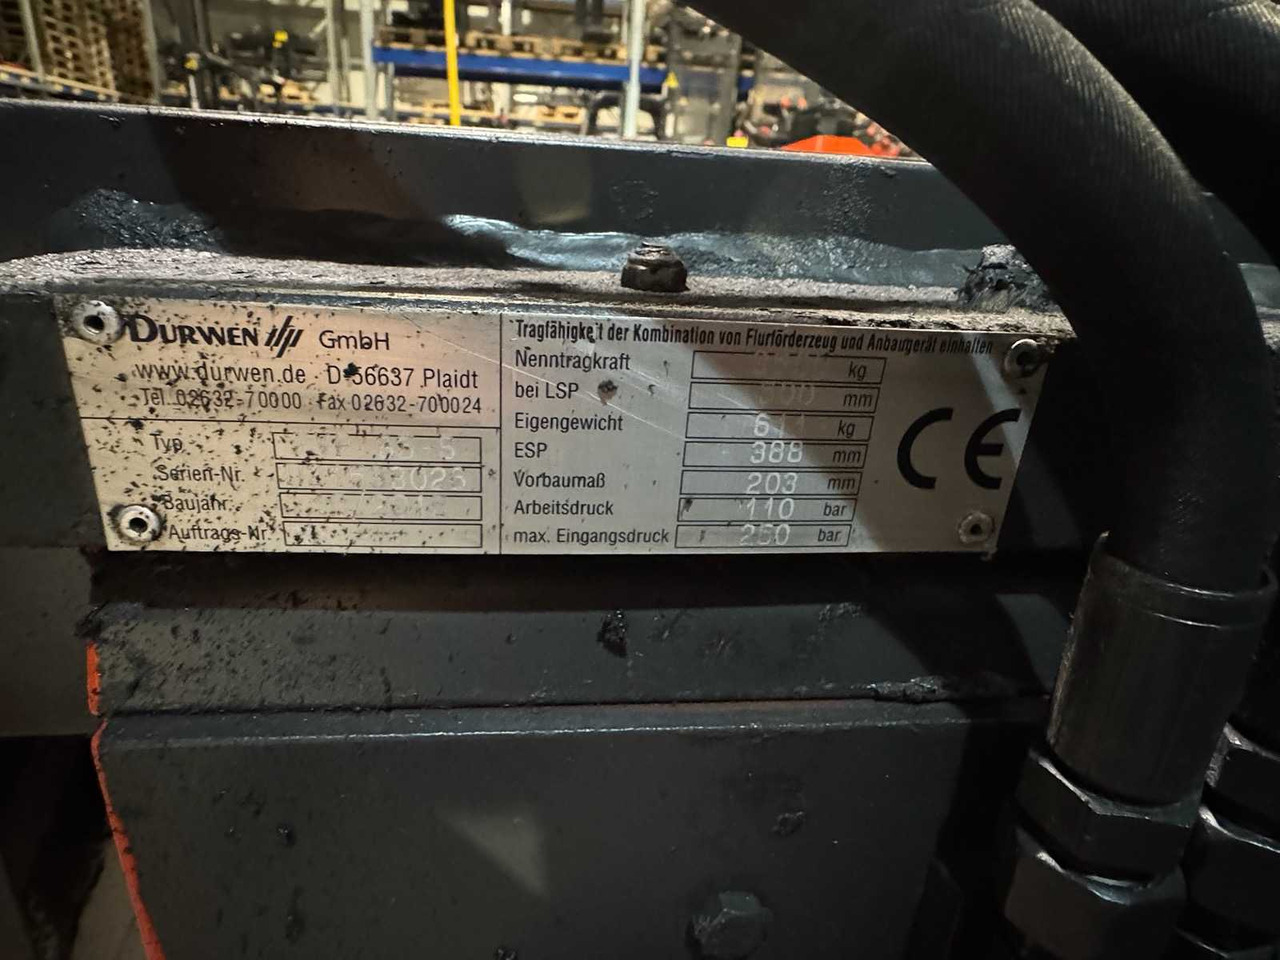 DURWEN GmbH
www.durwen.de D-56637 Plaidt
Tel. 02632-70000 Fax 02632-700024
Typ
Serien-Nr.
Baujahr
Auftrags-Nr.
Tragfähigkeit der Kombination von Flurförderzeug und Anbaugerät einhalten
Nenntragkraft kg
bei LSP mm
Eigengewicht kg
ESP 388 mm
Vorbaumaß 203 mm
Arbeitsdruck 110 bar
max. Eingangsdruck 260 bar
CE